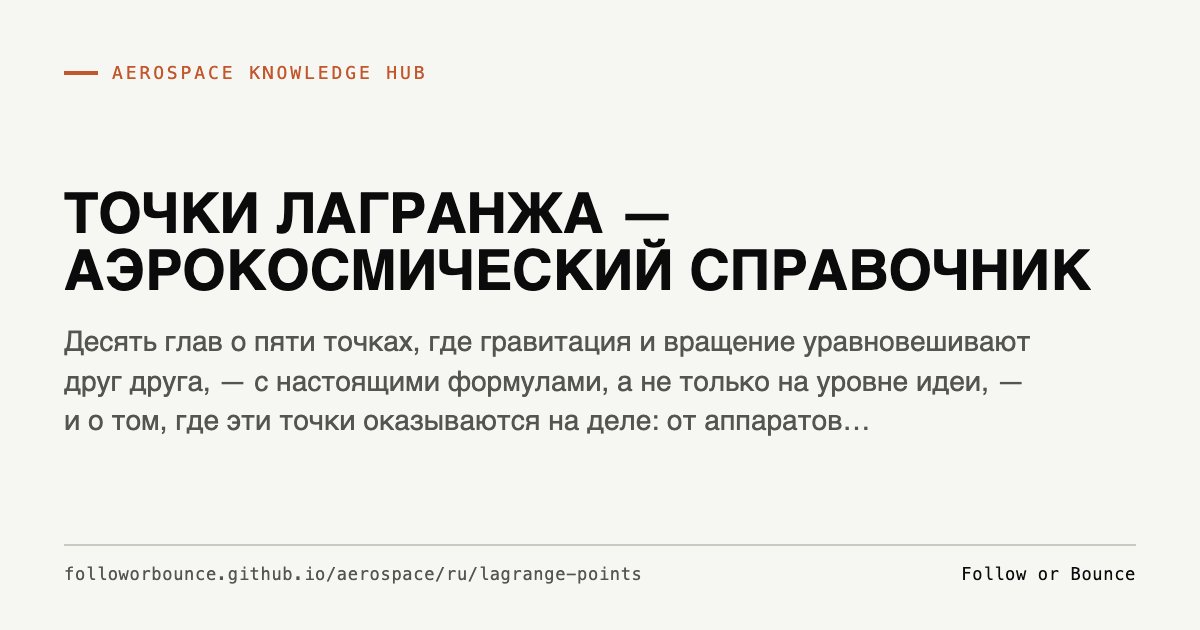 AEROSPACE KNOWLEDGE HUB
ТОЧКИ ЛАГРАНЖА —
АЭРОКОСМИЧЕСКИЙ СПРАВОЧНИК
Десять глав о пяти точках, где гравитация и вращение уравновешивают
друг друга, — с настоящими формулами, а не только на уровне идеи, —
и о том, где эти точки оказываются на деле: от аппаратов…
followorbounce.github.io/aerospace/ru/lagrange-points
Follow or Bounce